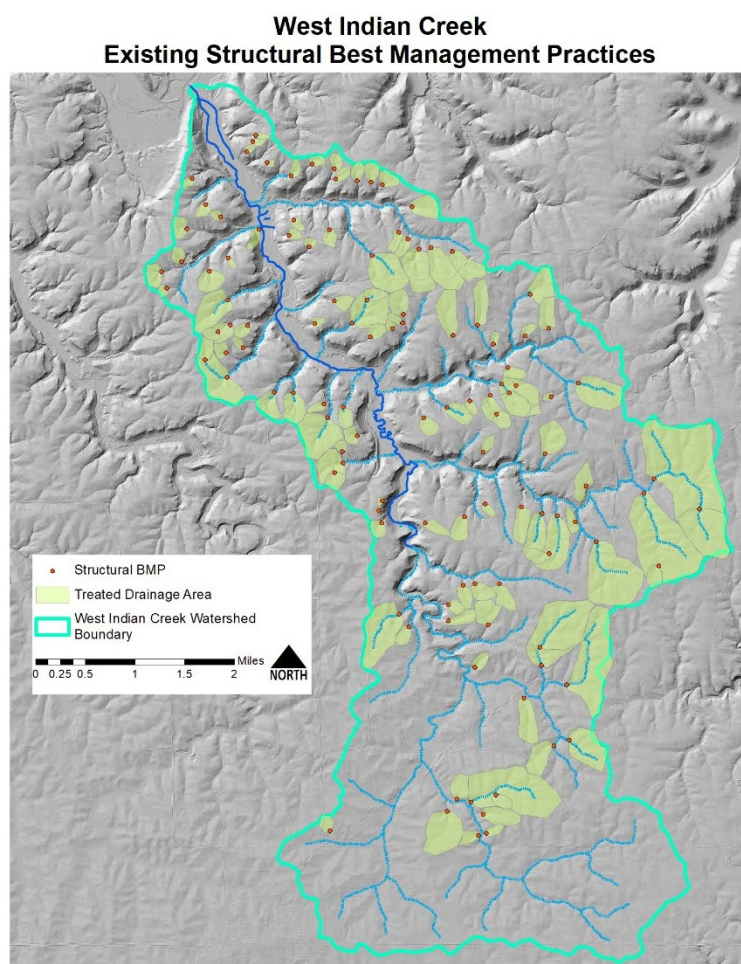 West Indian Creek
Existing Structural Best Management Practices
Structural BMP
Treated Drainage Area
West Indian Creek Watershed
Boundary
Miles
0 0.25 0.5 1 1.5 2
NORTH